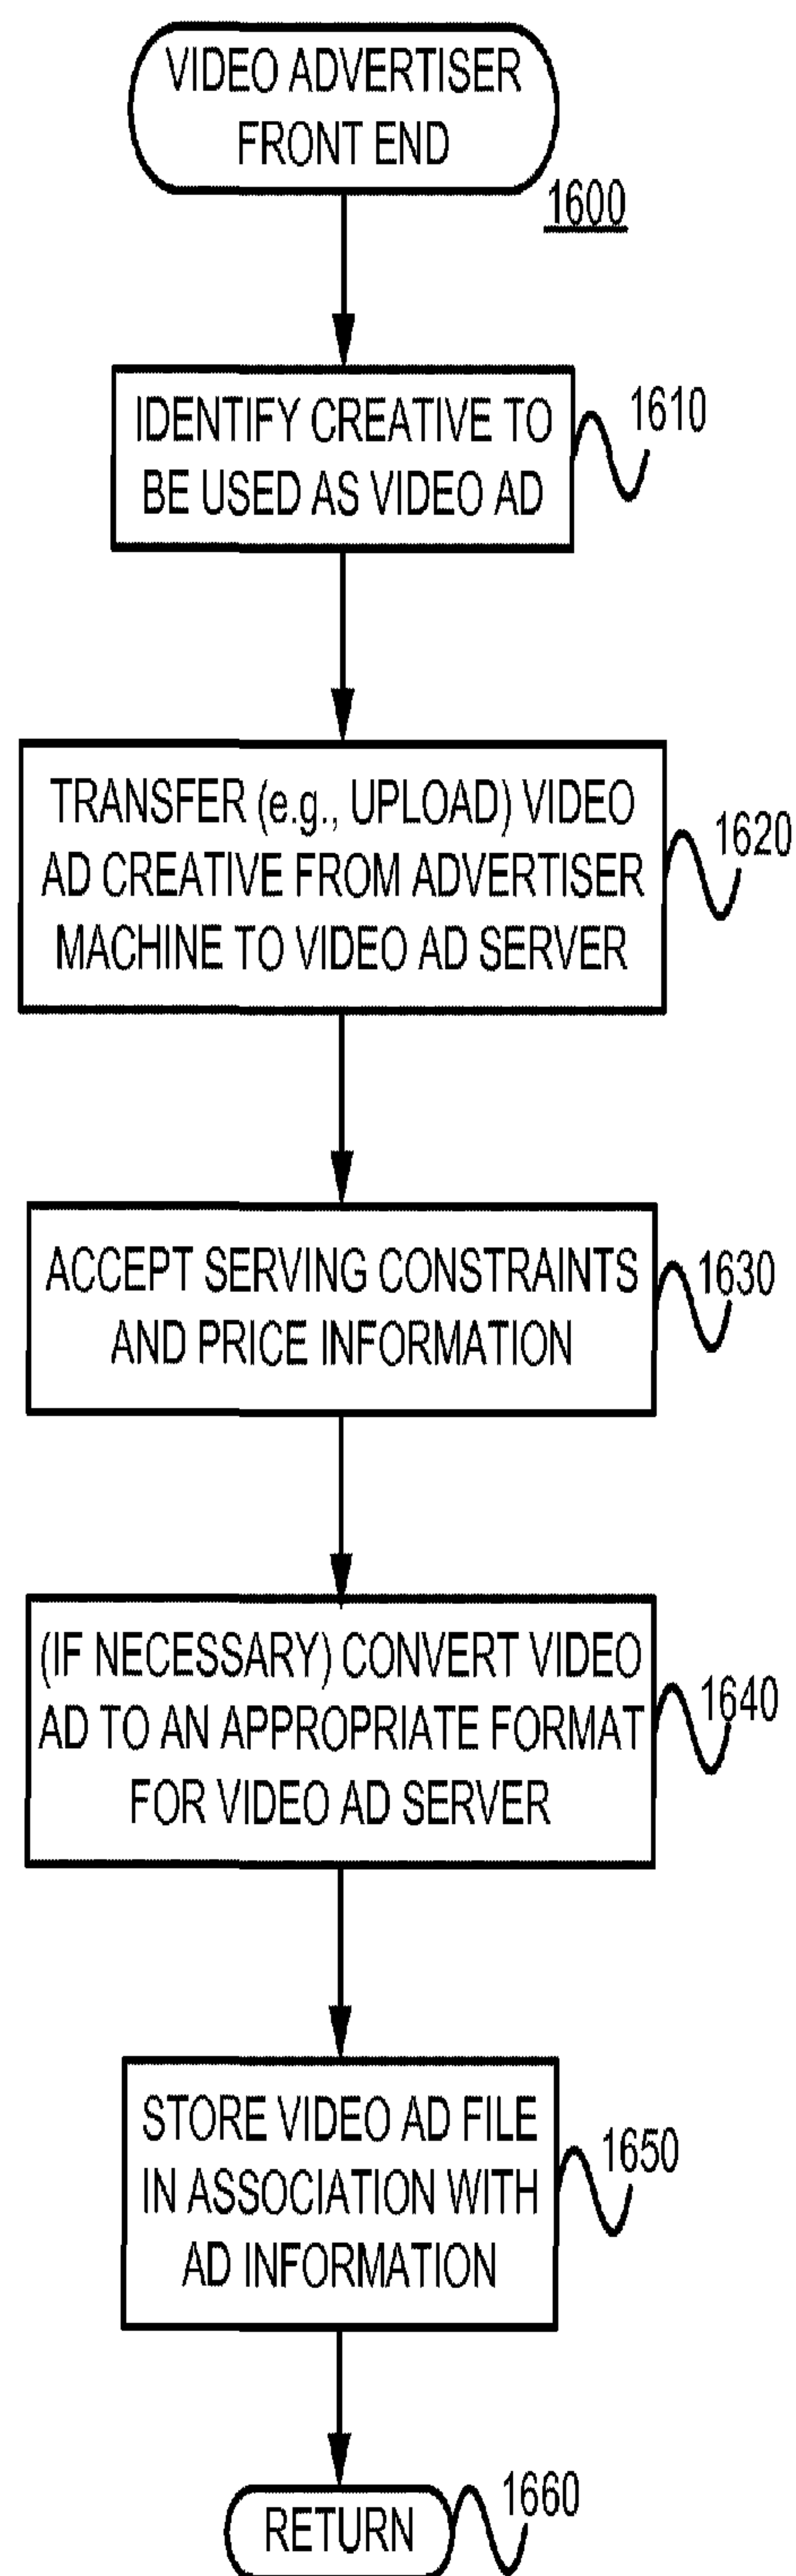 VIDEO ADVERTISER
FRONT END
1600
IDENTIFY CREATIVE TO
BE USED AS VIDEO AD
1610
TRANSFER (e.g., UPLOAD) VIDEO
AD CREATIVE FROM ADVERTISER
MACHINE TO VIDEO AD SERVER
1620
ACCEPT SERVING CONSTRAINTS
AND PRICE INFORMATION
1630
(IF NECESSARY) CONVERT VIDEO
AD TO AN APPROPRIATE FORMAT
FOR VIDEO AD SERVER
1640
STORE VIDEO AD FILE
IN ASSOCIATION WITH
AD INFORMATION
1650
RETURN
1660